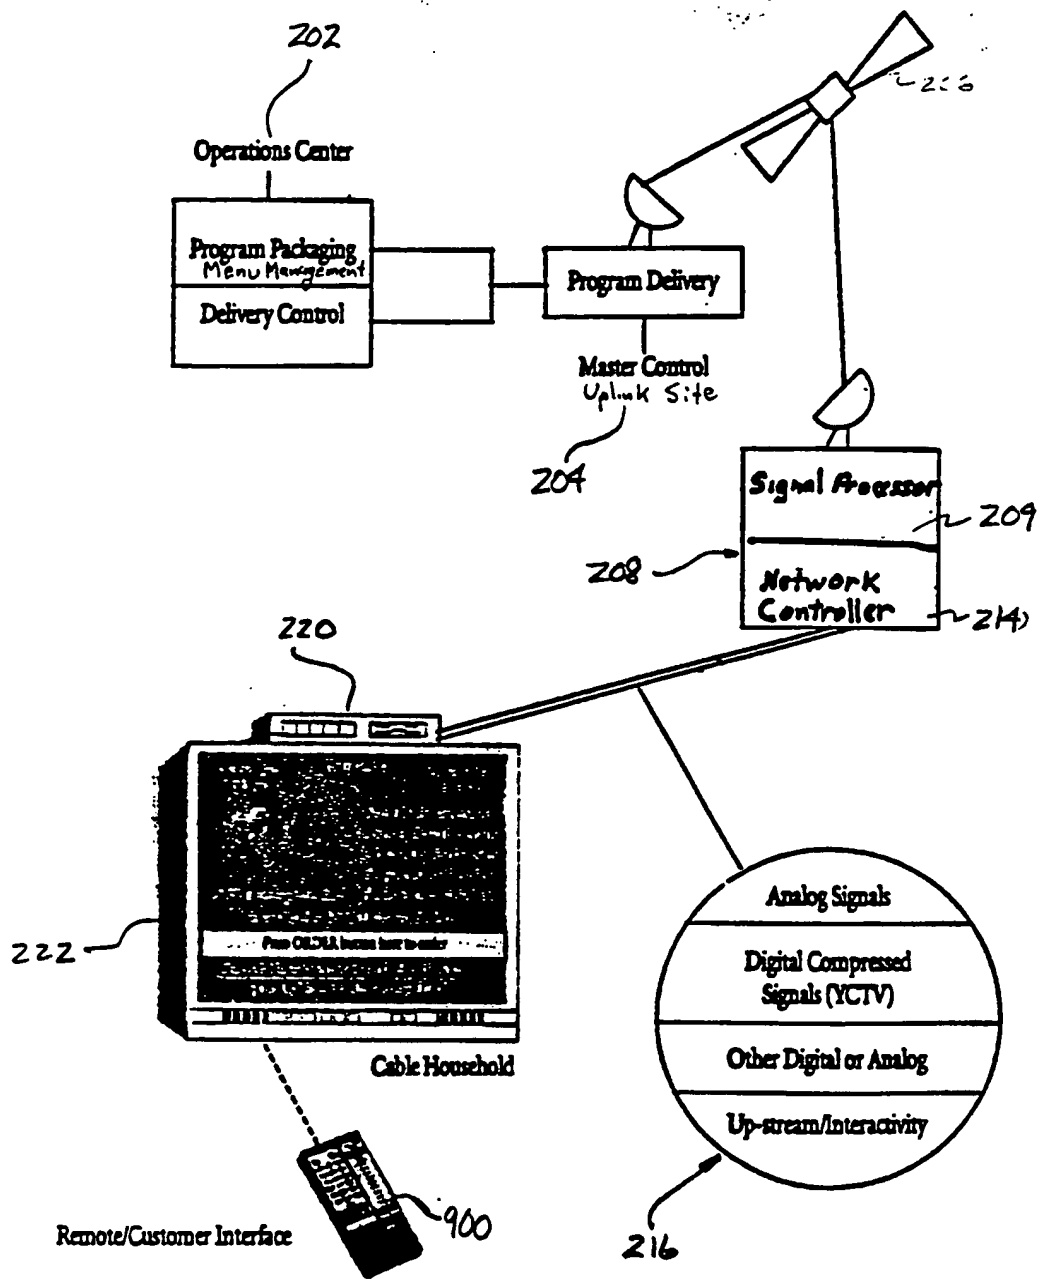 202
Operations Center
Program Packaging
Menu Management
Delivery Control
Program Delivery
Master Control
Uplink Site
204
Signal Processor
209
208
Network
Controller
214
220
222
Cable Household
Analog Signals
Digital Compressed
Signals (YCTV)
Other Digital or Analog
Up-stream/Interactivity
216
900
Remote/Customer Interface